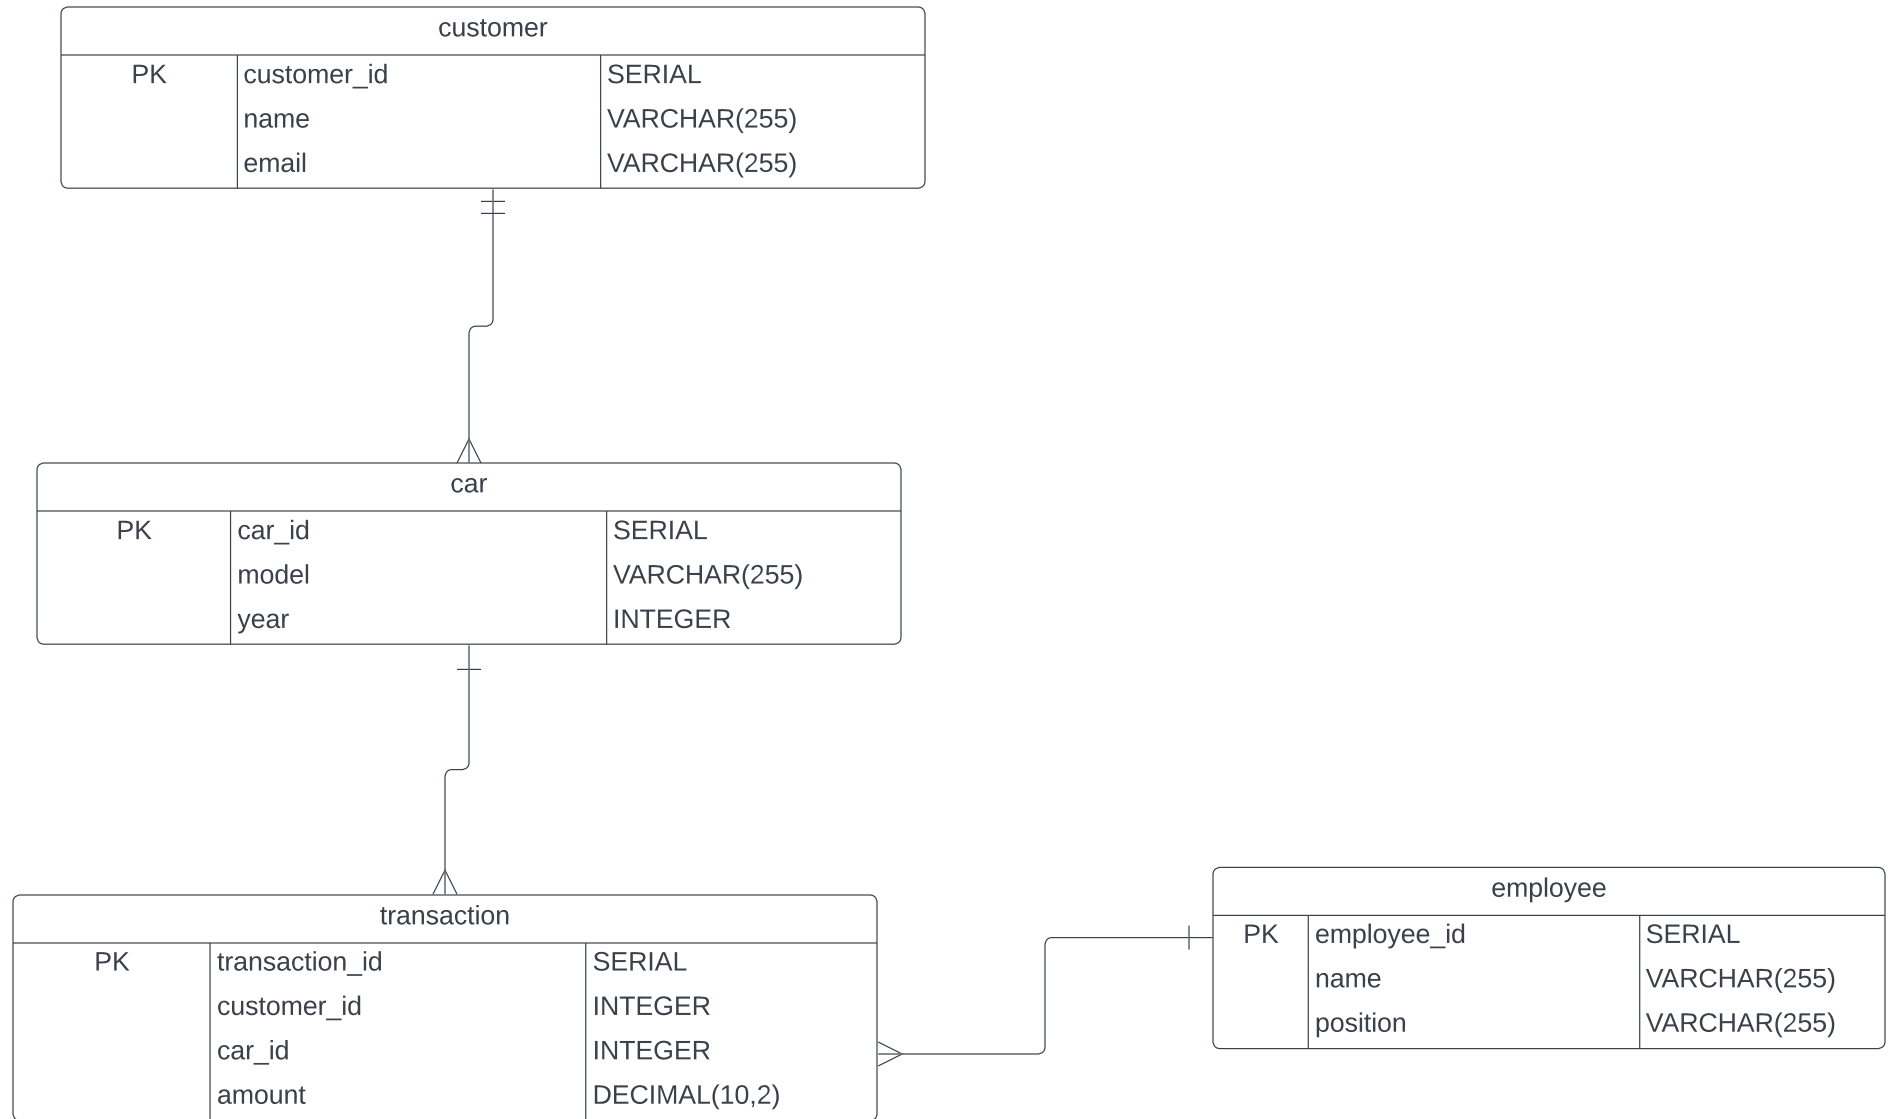 customer
PK customer_id SERIAL
name VARCHAR(255)
email VARCHAR(255)
car
PK car_id SERIAL
model VARCHAR(255)
year INTEGER
transaction
PK transaction_id SERIAL
customer_id INTEGER
car_id INTEGER
amount DECIMAL(10,2)
employee
PK employee_id SERIAL
name VARCHAR(255)
position VARCHAR(255)